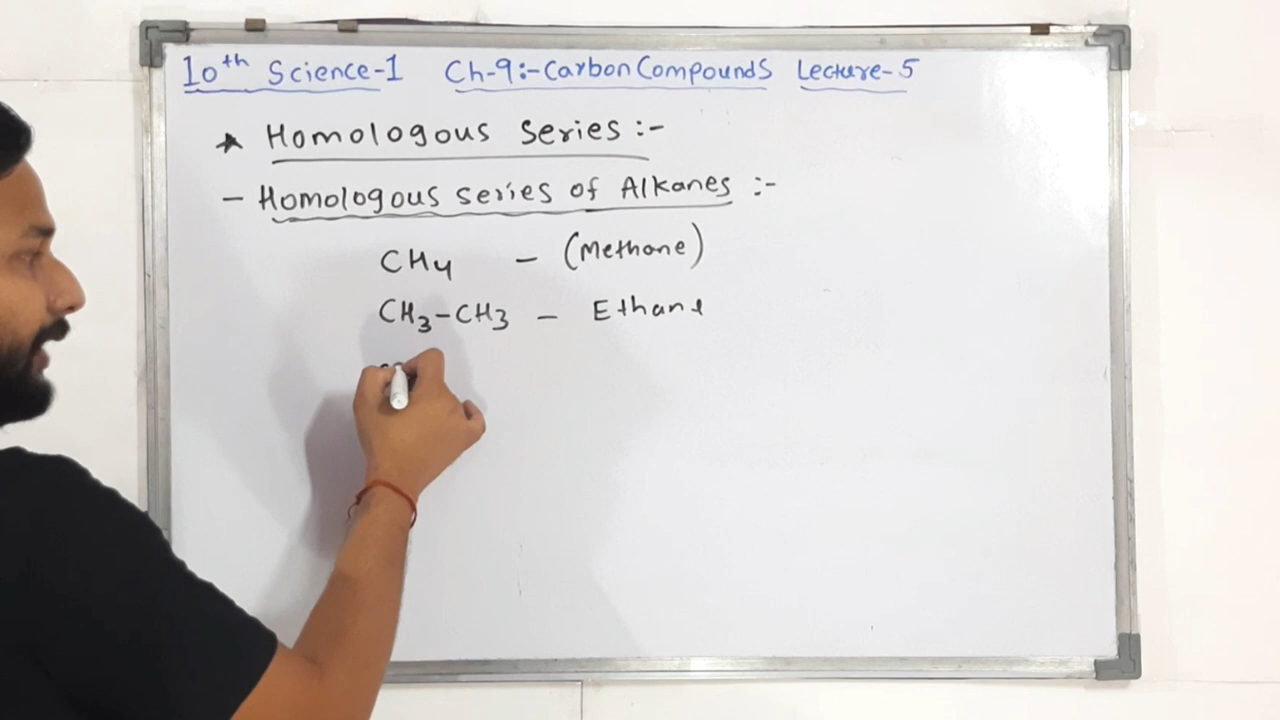 10th Science-1 Ch-9:- Carbon Compounds Lecture-5
★ Homologous Series :-
- Homologous series of Alkanes :-
CH4 - (Methane)
CH3-CH3 - Ethane